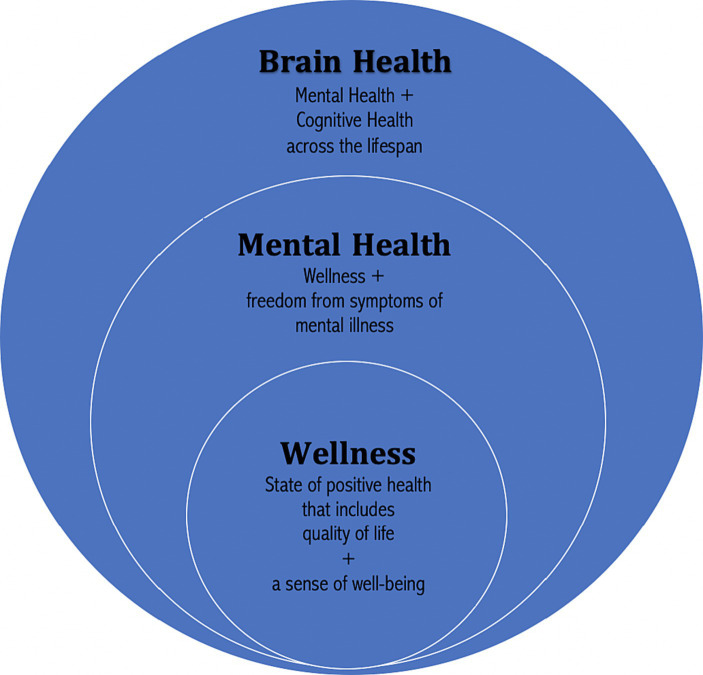 Brain Health
Mental Health +
Cognitive Health
across the lifespan
Mental Health
Wellness +
freedom from symptoms of
mental illness
Wellness
State of positive health
that includes
quality of life
+
a sense of well-being